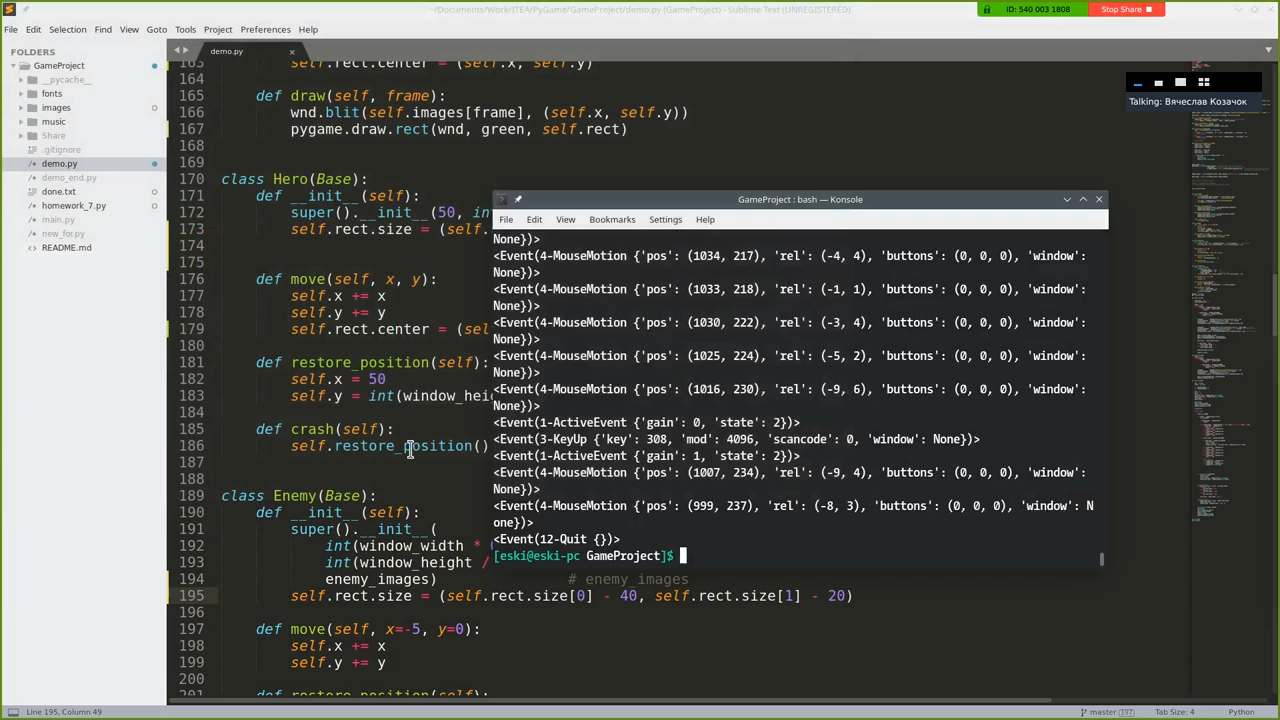 ~/Documents/Work/ITEA/PyGame/GameProject/demo.py (GameProject) - Sublime Text (UNREGISTERED)
ID: 540 003 1808
Stop Share
File Edit Selection Find View Goto Tools Project Preferences Help
FOLDERS
GameProject
__pycache__
fonts
images
music
Share
.gitignore
demo.py
demo_end.py
done.txt
homework_7.py
main.py
new_for.py
README.md
demo.py
Talking: Вячеслав Козачок
163 self.rect.center = (self.x, self.y)
164
165 def draw(self, frame):
166 wnd.blit(self.images[frame], (self.x, self.y))
167 pygame.draw.rect(wnd, green, self.rect)
168
169
170 class Hero(Base):
171 def __init__(self):
172 super().__init__(50, in
173 self.rect.size = (self.
174
175
176 def move(self, x, y):
177 self.x += x
178 self.y += y
179 self.rect.center = (se
180
181 def restore_position(self):
182 self.x = 50
183 self.y = int(window_hei
184
185 def crash(self):
186 self.restore_position()
187
188
189 class Enemy(Base):
190 def __init__(self):
191 super().__init__(
192 int(window_width *
193 int(window_height /
194 enemy_images) # enemy_images
195 self.rect.size = (self.rect.size[0] - 40, self.rect.size[1] - 20)
196
197 def move(self, x=-5, y=0):
198 self.x += x
199 self.y += y
200
201 def restore_position(self):
GameProject : bash — Konsole
File Edit View Bookmarks Settings Help
None})>
<Event(4-MouseMotion {'pos': (1034, 217), 'rel': (-4, 4), 'buttons': (0, 0, 0), 'window':
None})>
<Event(4-MouseMotion {'pos': (1033, 218), 'rel': (-1, 1), 'buttons': (0, 0, 0), 'window':
None})>
<Event(4-MouseMotion {'pos': (1030, 222), 'rel': (-3, 4), 'buttons': (0, 0, 0), 'window':
None})>
<Event(4-MouseMotion {'pos': (1025, 224), 'rel': (-5, 2), 'buttons': (0, 0, 0), 'window':
None})>
<Event(4-MouseMotion {'pos': (1016, 230), 'rel': (-9, 6), 'buttons': (0, 0, 0), 'window':
None})>
<Event(1-ActiveEvent {'gain': 0, 'state': 2})>
<Event(3-KeyUp {'key': 308, 'mod': 4096, 'scancode': 0, 'window': None})>
<Event(1-ActiveEvent {'gain': 1, 'state': 2})>
<Event(4-MouseMotion {'pos': (1007, 234), 'rel': (-9, 4), 'buttons': (0, 0, 0), 'window':
None})>
<Event(4-MouseMotion {'pos': (999, 237), 'rel': (-8, 3), 'buttons': (0, 0, 0), 'window': N
one})>
<Event(12-Quit {})>
[eski@eski-pc GameProject]$
Line 195, Column 49
master (197)
Tab Size: 4
Python